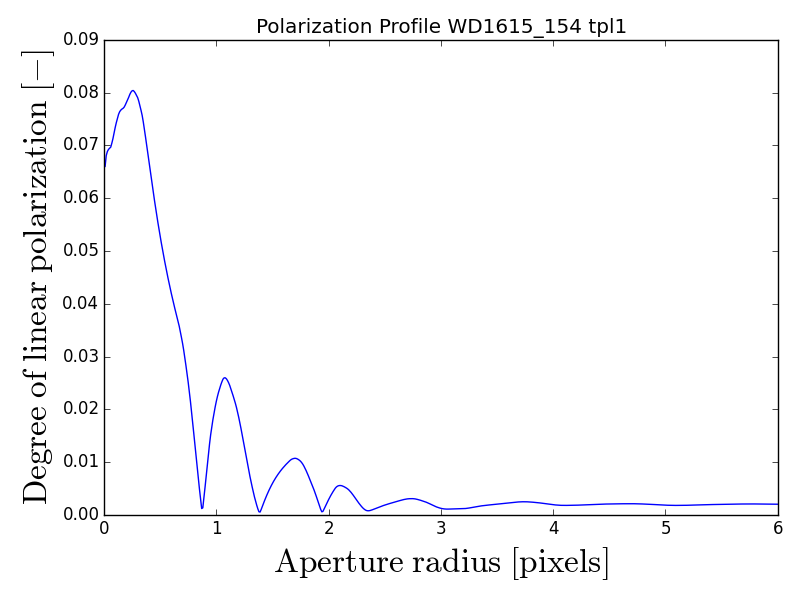 Polarization Profile WD1615_154 tpl1
0.09
0.08
0.07
0.06
0.05
0.04
0.03
0.02
0.01
0.00
Degree of linear polarization [−]
0 1 2 3 4 5 6
Aperture radius [pixels]